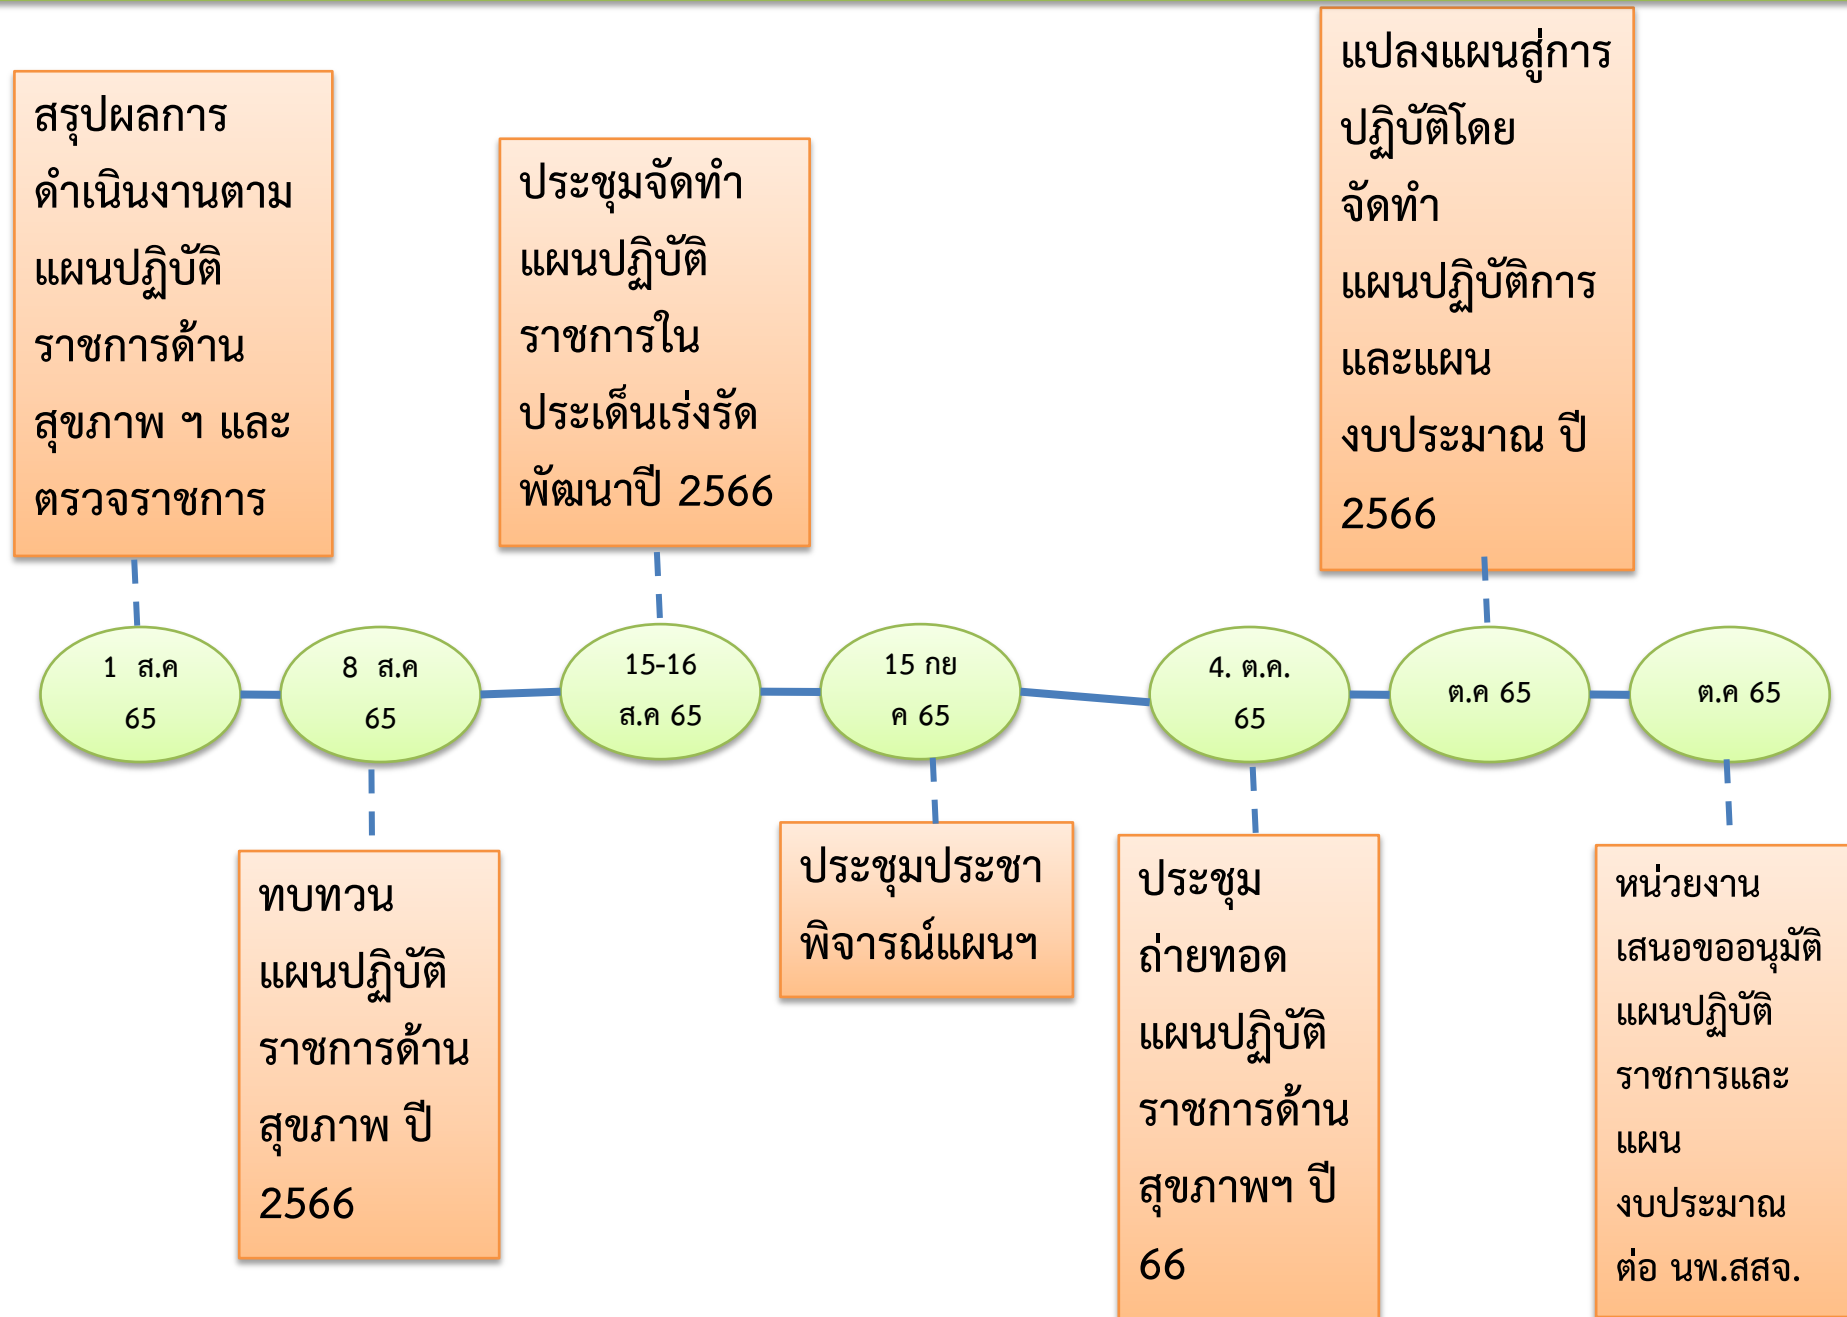 สรุปผลการ
ดำเนินงานตาม
แผนปฏิบัติ
ราชการด้าน
สุขภาพ ฯ และ
ตรวจราชการ
ประชุมจัดทำ
แผนปฏิบัติ
ราชการใน
ประเด็นเร่งรัด
พัฒนาปี 2566
แปลงแผนสู่การ
ปฏิบัติโดย
จัดทำ
แผนปฏิบัติการ
และแผน
งบประมาณ ปี
2566
1 ส.ค
65
8 ส.ค
65
15-16
ส.ค 65
15 กย
ค 65
4. ต.ค.
65
ต.ค 65
ต.ค 65
ทบทวน
แผนปฏิบัติ
ราชการด้าน
สุขภาพ ปี
2566
ประชุมประชา
พิจารณ์แผนฯ
ประชุม
ถ่ายทอด
แผนปฏิบัติ
ราชการด้าน
สุขภาพฯ ปี
66
หน่วยงาน
เสนอขออนุมัติ
แผนปฏิบัติ
ราชการและ
แผน
งบประมาณ
ต่อ นพ.สสจ.